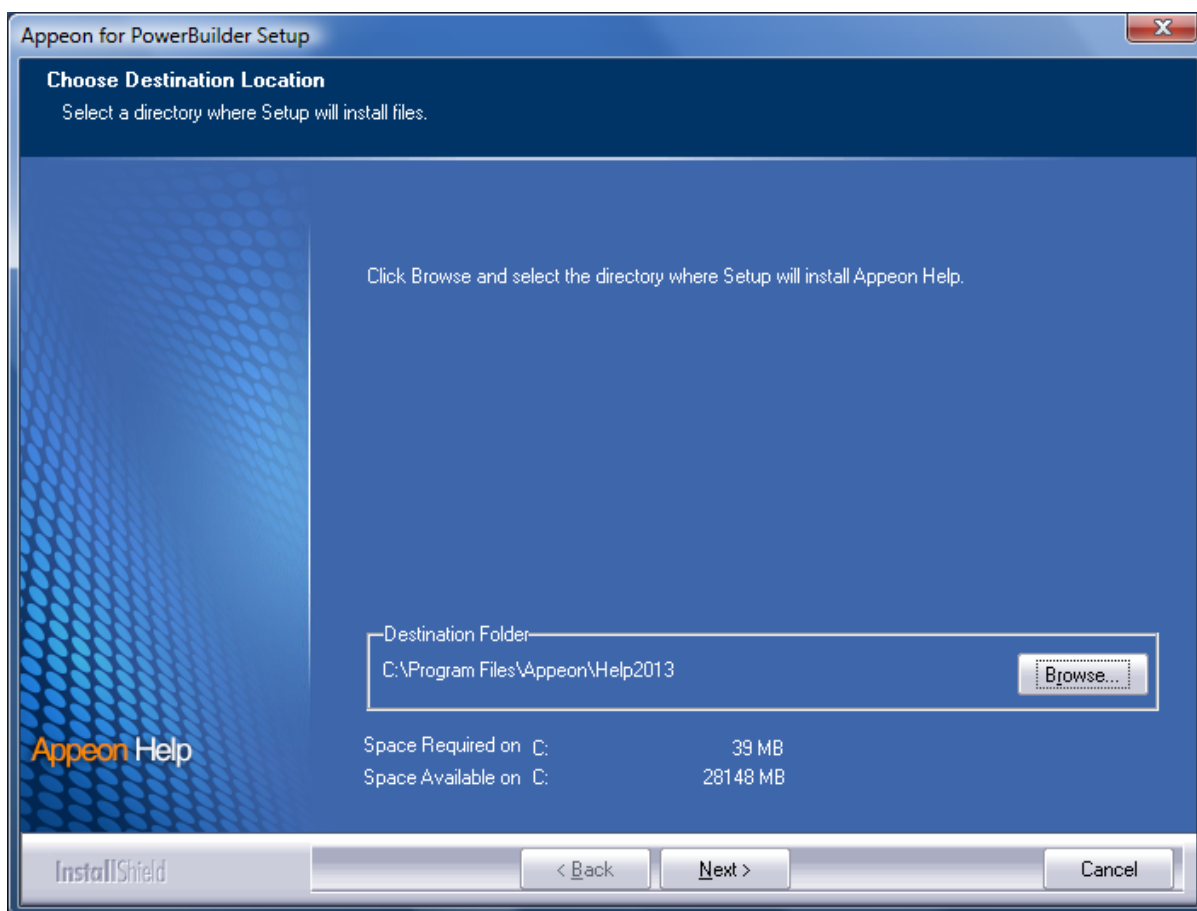 Appeon for PowerBuilder Setup
Choose Destination Location
Select a directory where Setup will install files.
Click Browse and select the directory where Setup will install Appeon Help.
Destination Folder
C:\Program Files\Appeon\Help2013
Browse...
Appeon Help
Space Required on C: 39 MB
Space Available on C: 28148 MB
InstallShield
< Back
Next >
Cancel